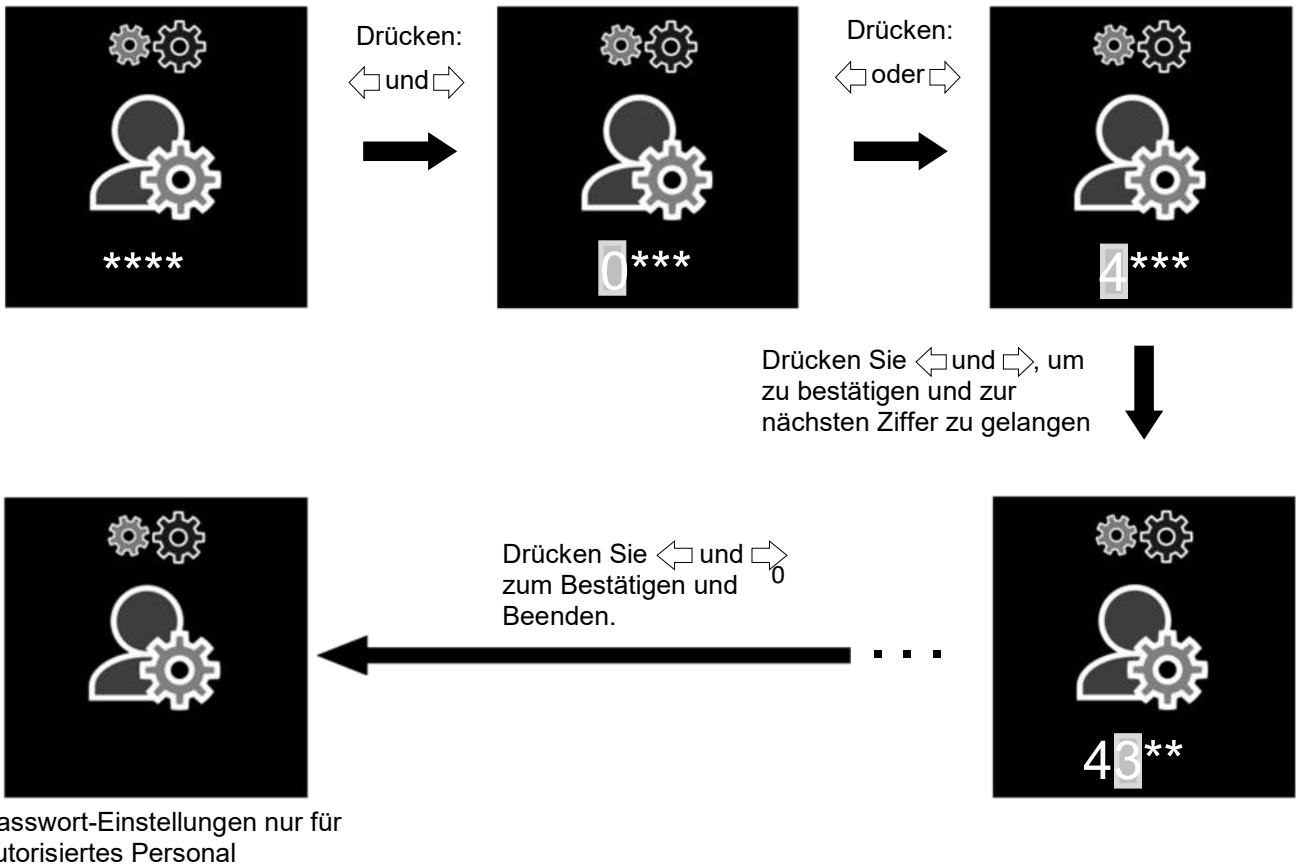 Drücken:
⇦ und ⇨
Drücken:
⇦ oder ⇨
****
0***
4***
Drücken Sie ⇦ und ⇨, um
zu bestätigen und zur
nächsten Ziffer zu gelangen
Drücken Sie ⇦ und ⇨
0
zum Bestätigen und
Beenden.
. . .
43**
asswort-Einstellungen nur für
utorisiertes Personal